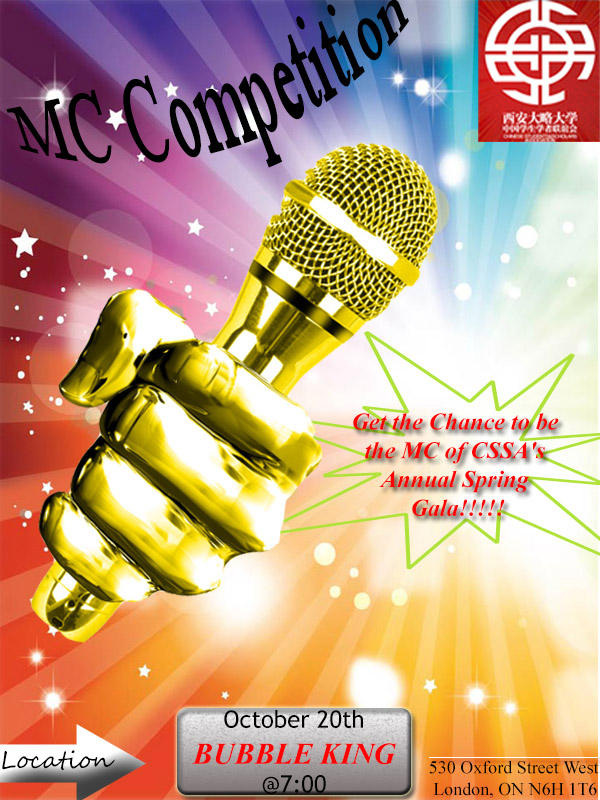 MC Competition
西安大略大学
中国学生学者联谊会
Get the Chance to be
the MC of CSSA's
Annual Spring
Gala!!!!!
Location
October 20th
BUBBLE KING
@7:00
530 Oxford Street West
London, ON N6H 1T6